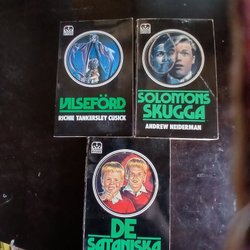 VILSEFÖRD
RICHIE TANKERSLEY CUSICK
SOLOMONS
SKUGGA
ANDREW NEIDERMAN
DE
SATANISKA